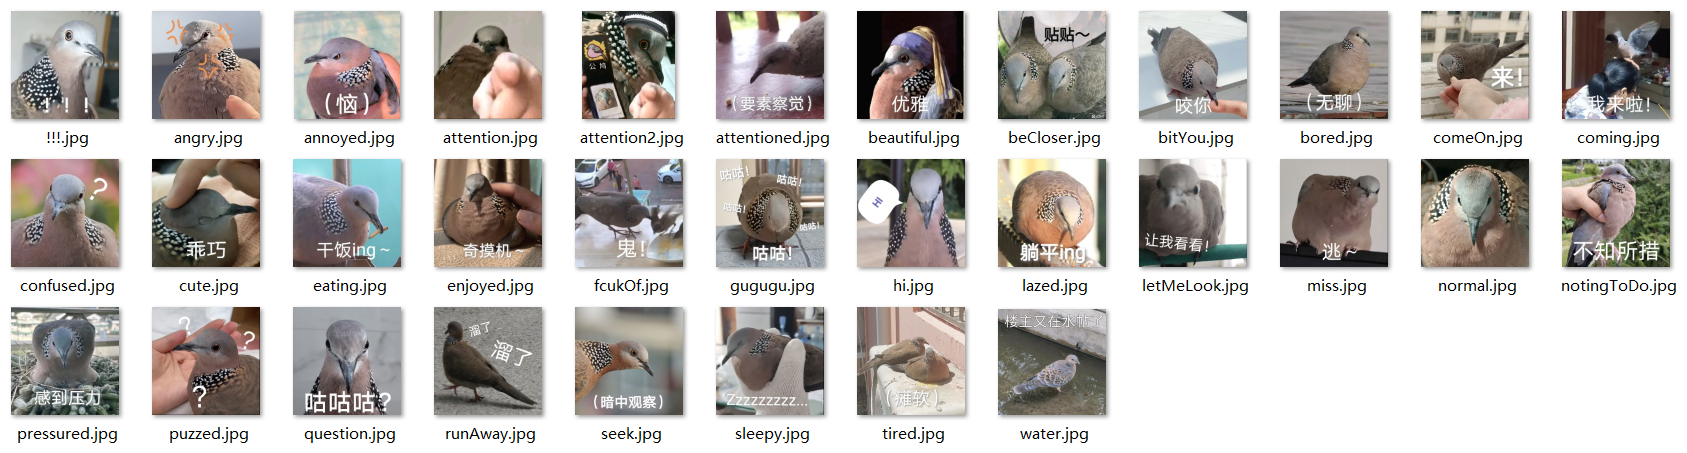 ！！！
（恼）
公鸠
（要素察觉）
优雅
贴贴～
咬你
（无聊）
来！
我来啦！
!!!.jpg
angry.jpg
annoyed.jpg
attention.jpg
attention2.jpg
attentioned.jpg
beautiful.jpg
beCloser.jpg
bitYou.jpg
bored.jpg
comeOn.jpg
coming.jpg
？
乖巧
干饭ing～
奇摸机
鬼！
咕咕！
咕咕！
咕咕！
咕咕！
咕咕！
Hi
躺平ing
让我看看！
逃～
不知所措
confused.jpg
cute.jpg
eating.jpg
enjoyed.jpg
fcukOf.jpg
gugugu.jpg
hi.jpg
lazed.jpg
letMeLook.jpg
miss.jpg
normal.jpg
notingToDo.jpg
感到压力
？
？
？
咕咕咕？
溜了
溜了
（暗中观察）
Zzzzzzzzz...
（瘫软）
楼主又在水帖了
pressured.jpg
puzzed.jpg
question.jpg
runAway.jpg
seek.jpg
sleepy.jpg
tired.jpg
water.jpg